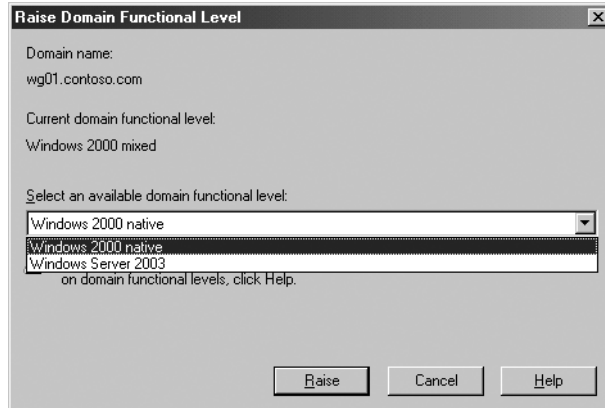 Raise Domain Functional Level
Domain name:
wg01.contoso.com
Current domain functional level:
Windows 2000 mixed
Select an available domain functional level:
Windows 2000 native
Windows 2000 native
Windows Server 2003
on domain functional levels, click Help.
Raise
Cancel
Help